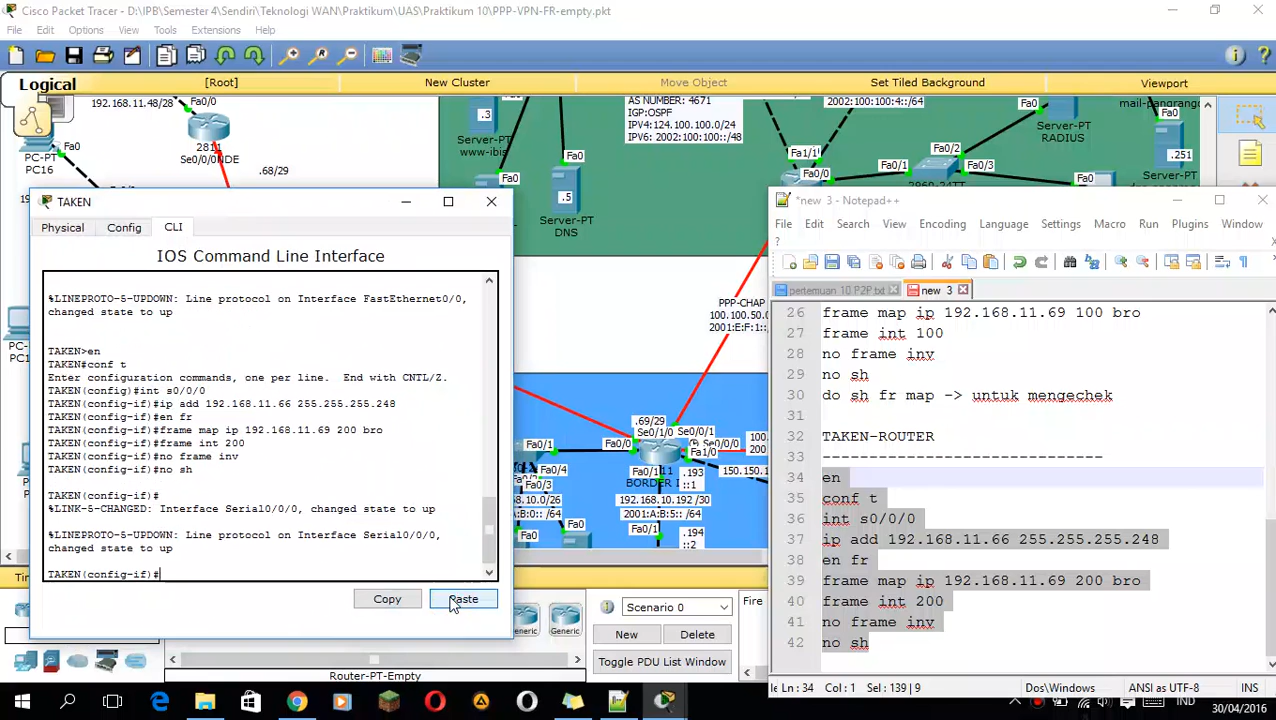 Cisco Packet Tracer - D:\IPB\Semester 4\Sendiri\Teknologi WAN\Praktikum\UAS\Praktikum 10\PPP-VPN-FR-empty.pkt
File Edit Options View Tools Extensions Help
Logical
[Root]
New Cluster
Move Object
Set Tiled Background
Viewport
192.168.11.48/28
Fa0/0
2811
Se0/0/0NDE
.68/29
PC-PT
PC16
Fa0
.3
Server-PT
www-ibis
Fa0
Fa0
.5
Server-PT
DNS
AS NUMBER: 4671
IGP:OSPF
IPV4: 124.100.100.0/24
IPV6: 2002:100:100::/48
2002:100:100:4::/64
Fa1/1
Fa0/0
Fa0/1
Fa0/2
Fa0/3
2960-24TT
Fa0
Server-PT
RADIUS
mail-pangrango
Fa0
Server-PT
.251
Fa0
TAKEN
Physical Config CLI
IOS Command Line Interface
%LINEPROTO-5-UPDOWN: Line protocol on Interface FastEthernet0/0,
changed state to up
TAKEN>en
TAKEN#conf t
Enter configuration commands, one per line. End with CNTL/Z.
TAKEN(config)#int s0/0/0
TAKEN(config-if)#ip add 192.168.11.66 255.255.255.248
TAKEN(config-if)#en fr
TAKEN(config-if)#frame map ip 192.168.11.69 200 bro
TAKEN(config-if)#frame int 200
TAKEN(config-if)#no frame inv
TAKEN(config-if)#no sh
TAKEN(config-if)#
%LINK-5-CHANGED: Interface Serial0/0/0, changed state to up
%LINEPROTO-5-UPDOWN: Line protocol on Interface Serial0/0/0,
changed state to up
TAKEN(config-if)#
Copy
Paste
PPP-CHAP
100.100.50.0
2001:E:F:1::
.69/29
Se0/1/0
Se0/0/1
Fa0/0
Fa1/0
Fa0/1
BORDER I
.193
::1
192.168.10.192 /30
2001:A:B:5:: /64
Fa0/1
.194
::2
150.150.1
100.
200
Fa0/1
Fa0/4
Fa0/3
Fa0
*new 3 - Notepad++
File Edit Search View Encoding Language Settings Macro Run Plugins Window
?
pertemuan 10 P2P.txt
new 3
26 frame map ip 192.168.11.69 100 bro
27 frame int 100
28 no frame inv
29 no sh
30 do sh fr map -> untuk mengechek
31
32 TAKEN-ROUTER
33 -----------------------------
34 en
35 conf t
36 int s0/0/0
37 ip add 192.168.11.66 255.255.255.248
38 en fr
39 frame map ip 192.168.11.69 200 bro
40 frame int 200
41 no frame inv
42 no sh
Ln : 34 Col : 1 Sel : 139 | 9
Dos\Windows
ANSI as UTF-8
INS
Generic
Scenario 0
New
Delete
Toggle PDU List Window
Fire
Router-PT-Empty
IND
30/04/2016